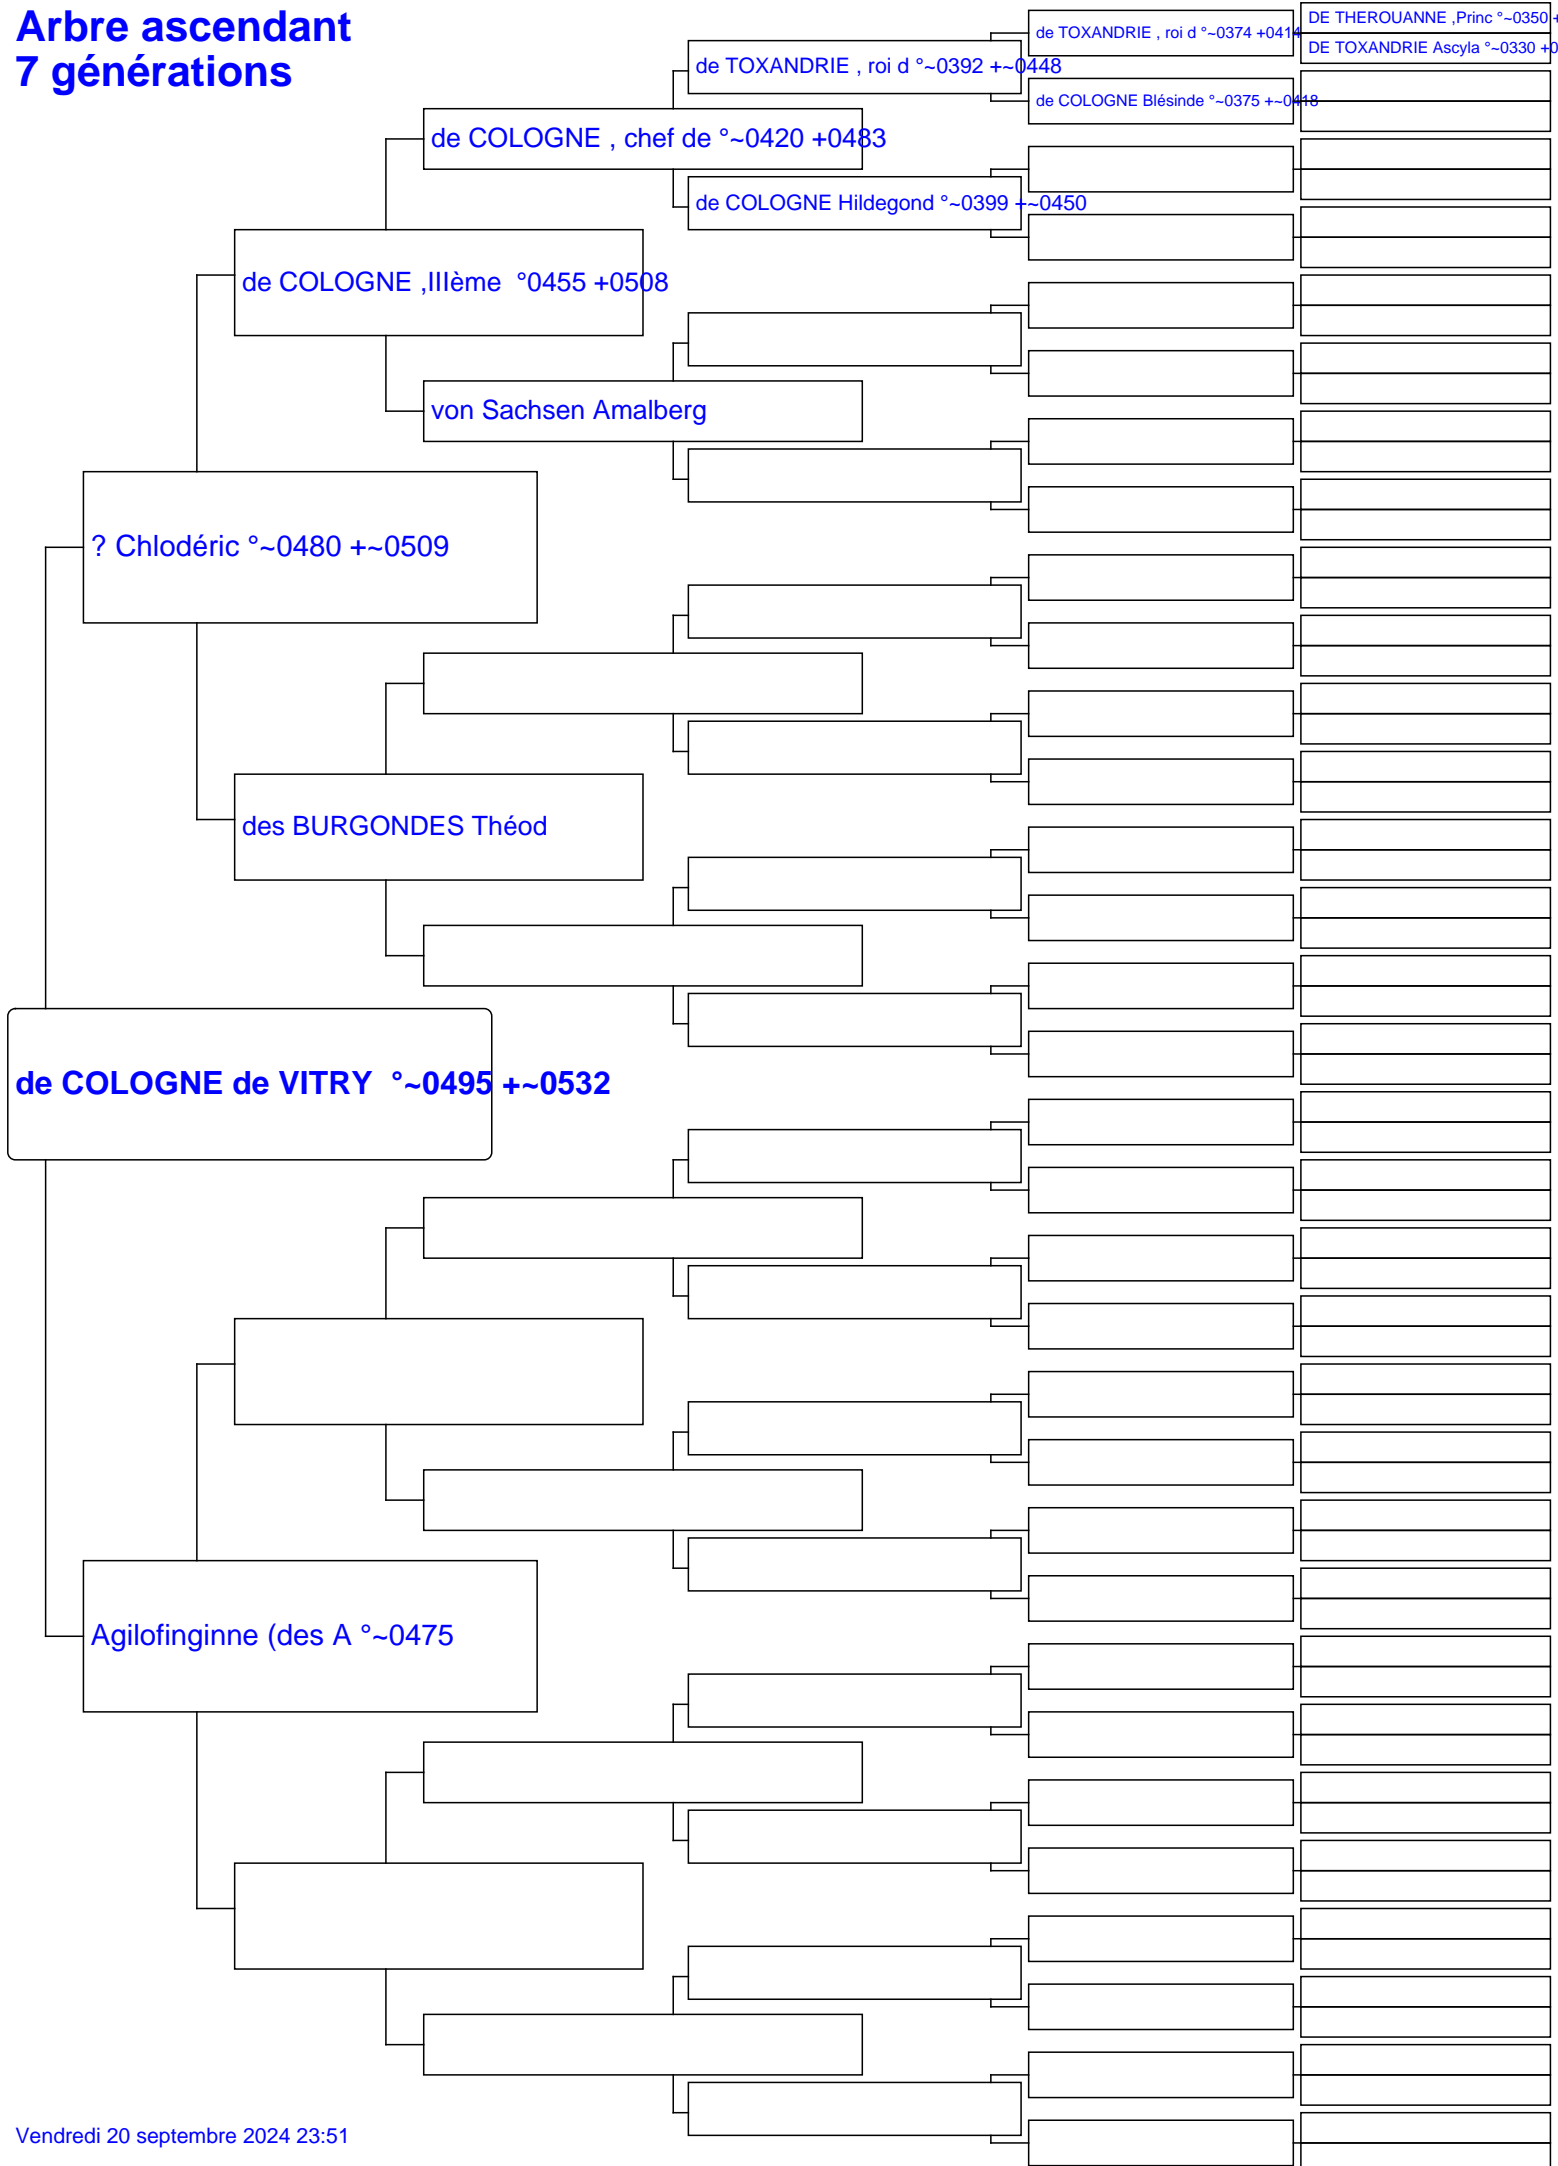 Arbre ascendant
7 générations
DE THEROUANNE ,Princ °~0350 +
de TOXANDRIE , roi d °~0374 +0414
DE TOXANDRIE Ascyla °~0330 +0
de TOXANDRIE , roi d °~0392 +~0448
de COLOGNE Blésinde °~0375 +~0418
de COLOGNE , chef de °~0420 +0483
de COLOGNE Hildegond °~0399 +~0450
de COLOGNE ,IIIème °0455 +0508
von Sachsen Amalberg
? Chlodéric °~0480 +~0509
des BURGONDES Théod
de COLOGNE de VITRY °~0495 +~0532
Agilofinginne (des A °~0475
Vendredi 20 septembre 2024 23:51